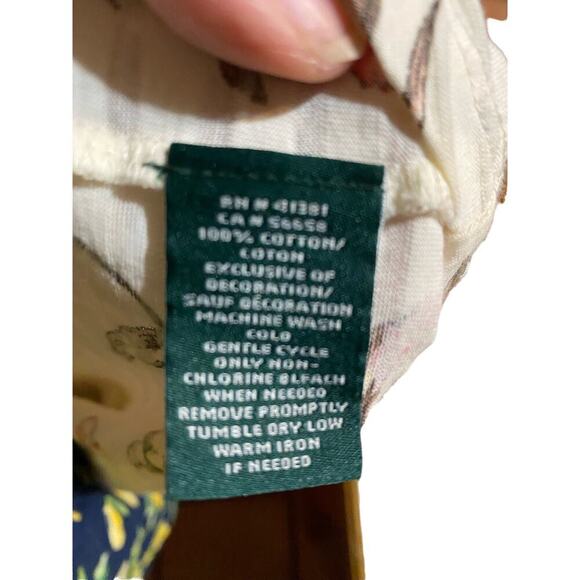 RN # 41381
CA # 56658
100% COTTON/
COTON
EXCLUSIVE OF
DECORATION/
SAUF DÉCORATION
MACHINE WASH
COLD
GENTLE CYCLE
ONLY NON-
CHLORINE BLEACH
WHEN NEEDED
REMOVE PROMPTLY
TUMBLE DRY LOW
WARM IRON
IF NEEDED